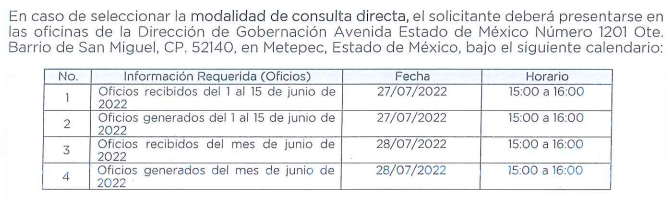 En caso de seleccionar la modalidad de consulta directa, el solicitante deberá presentarse en
las oficinas de la Dirección de Gobernación Avenida Estado de México Número 1201 Ote.
Barrio de San Miguel, CP. 52140, en Metepec, Estado de México, bajo el siguiente calendario:
No. Información Requerida (Oficios) Fecha Horario
1 Oficios recibidos del 1 al 15 de junio de 27/07/2022 15:00 a 16:00
2022
2 Oficios generados del 1 al 15 de junio de 27/07/2022 15:00 a 16:00
2022
3 Oficios recibidos del mes de junio de 28/07/2022 15:00 a 16:00
2022
4 Oficios generados del mes de junio de 28/07/2022 15:00 a 16:00
2022